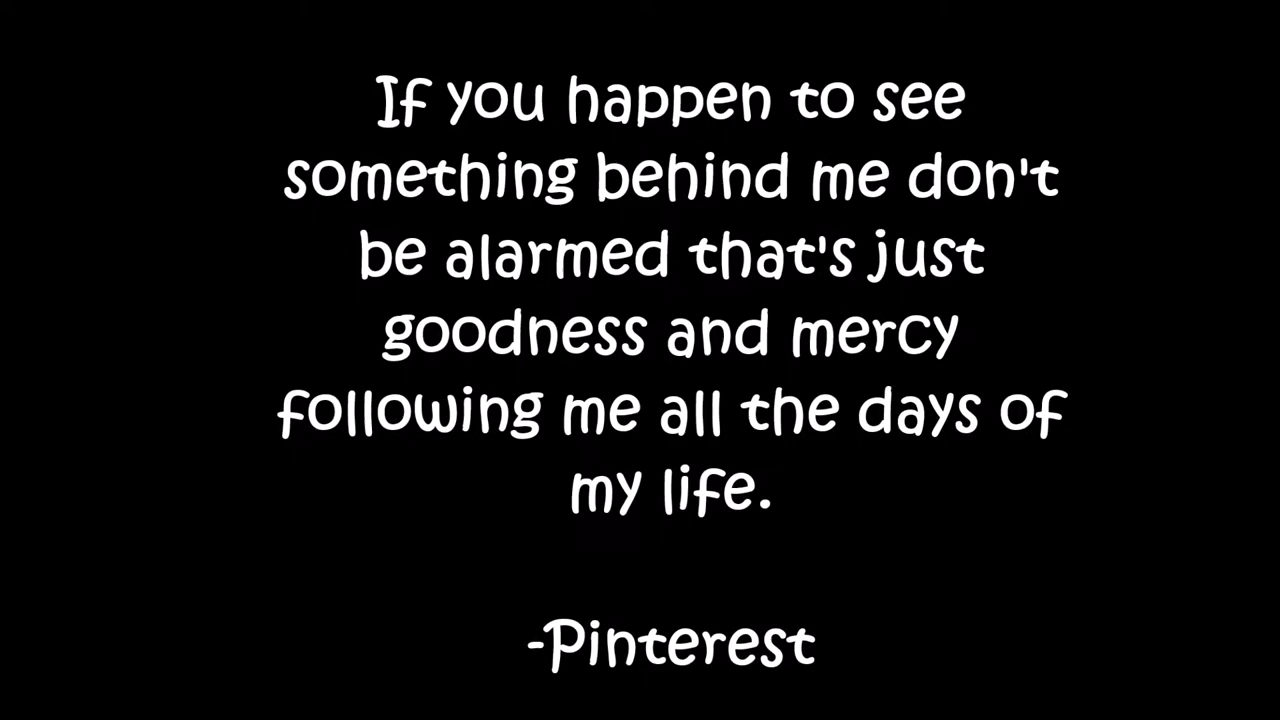 If you happen to see
something behind me don't
be alarmed that's just
goodness and mercy
following me all the days of
my life.
-Pinterest